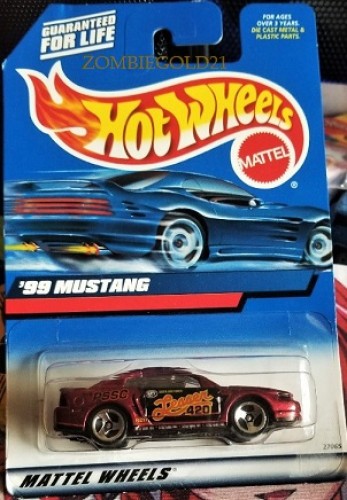 GUARANTEED
FOR LIFE
FOR AGES
OVER 3 YEARS.
DIE CAST METAL &
PLASTIC PARTS.
ZOMBIEGOLD21
Hot Wheels
MATTEL
®
'99 MUSTANG
PSSC
Lesson
420
27065
MATTEL WHEELS